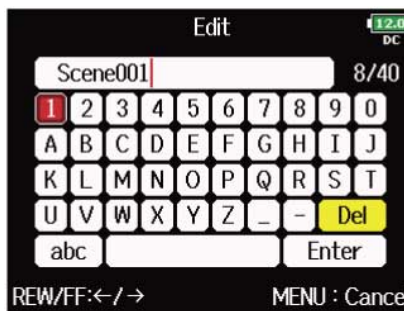 Edit
12.0
DC
Scene001 8/40
1 2 3 4 5 6 7 8 9 0
A B C D E F G H I J
K L M N O P Q R S T
U V W X Y Z _ - Del
abc Enter
REW/FF:←/→ MENU : Cance